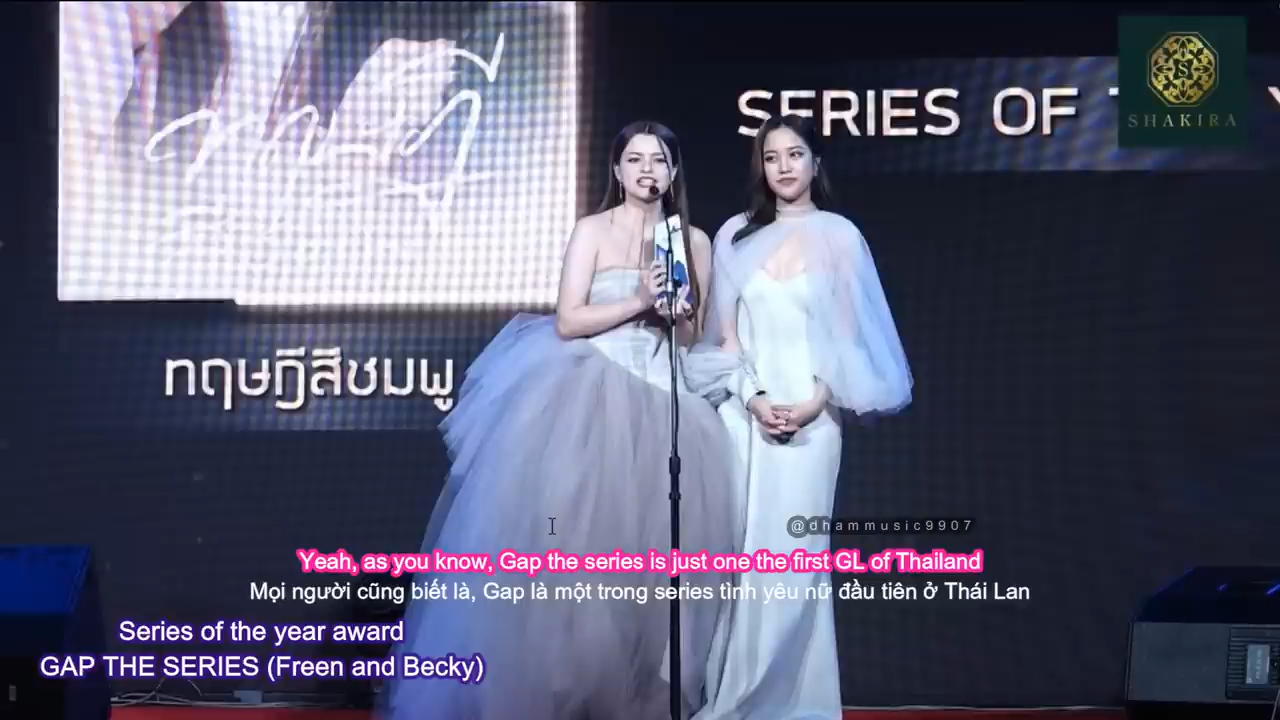 SERIES OF
S
SHAKIRA
ทฤษฎีสีชมพู
@dhammusic9907
Yeah, as you know, Gap the series is just one the first GL of Thailand
Mọi người cũng biết là, Gap là một trong series tình yêu nữ đầu tiên ở Thái Lan
Series of the year award
GAP THE SERIES (Freen and Becky)